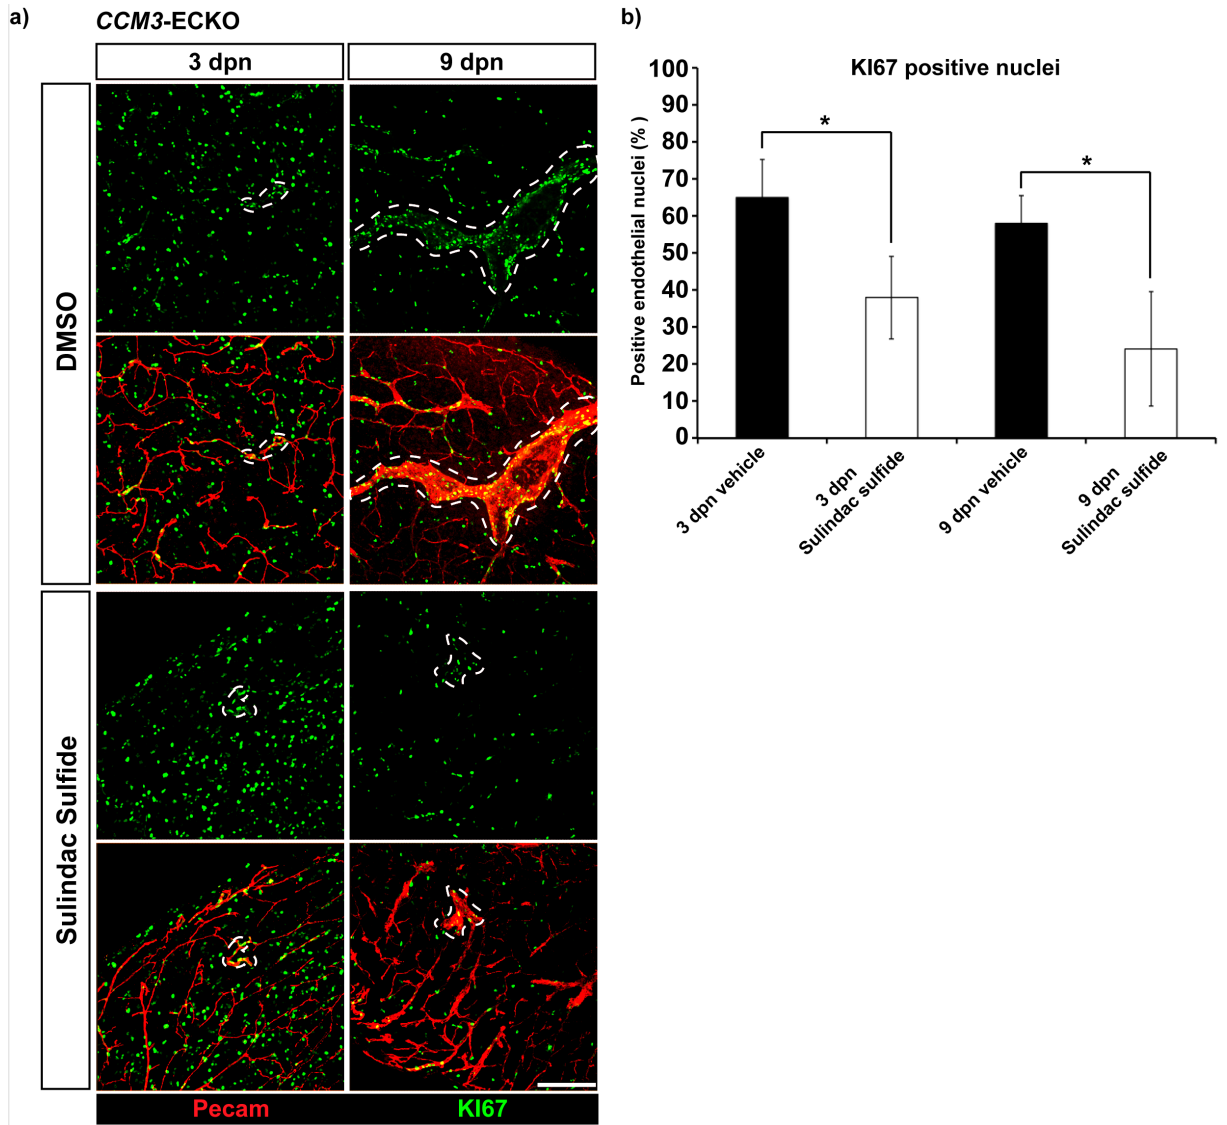 a)
CCM3-ECKO
3 dpn
9 dpn
DMSO
Sulindac Sulfide
Pecam
KI67
b)
KI67 positive nuclei
Positive endothelial nuclei (% )
100
90
80
70
60
50
40
30
20
10
0
*
*
3 dpn vehicle
3 dpn
Sulindac sulfide
9 dpn vehicle
9 dpn
Sulindac sulfide